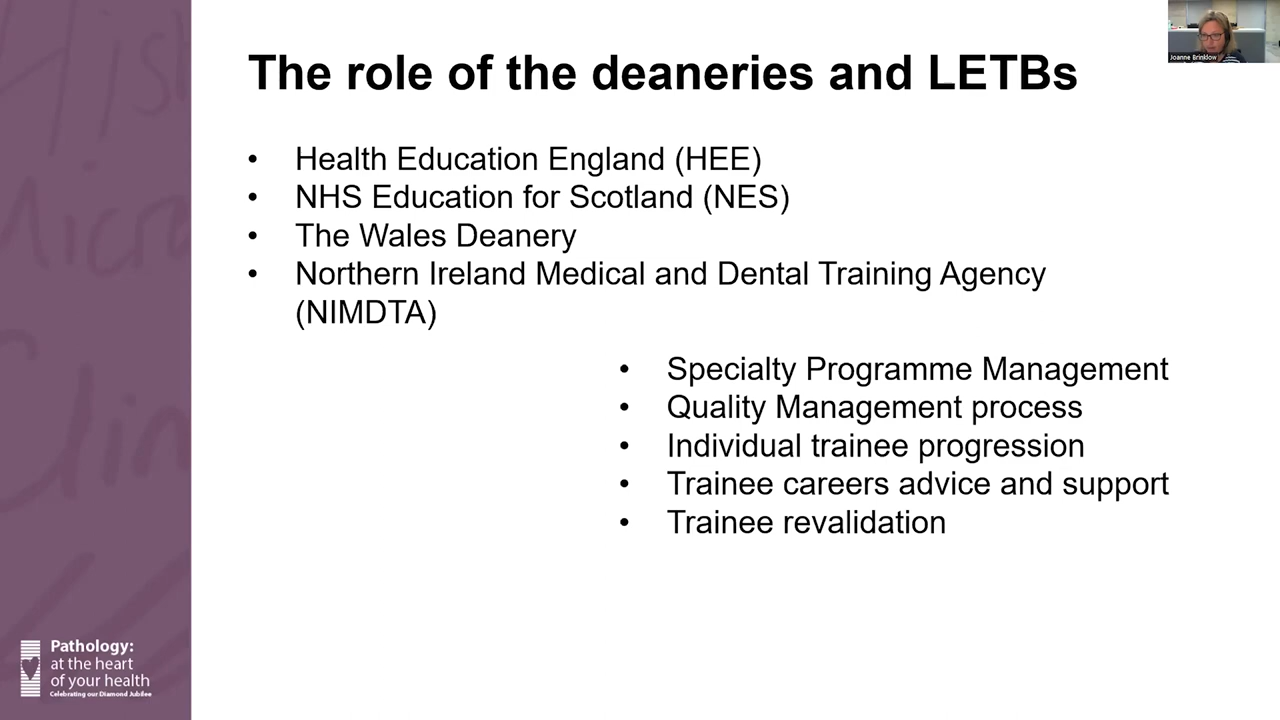 The role of the deaneries and LETBs
Joanne Brinklow
• Health Education England (HEE)
• NHS Education for Scotland (NES)
• The Wales Deanery
• Northern Ireland Medical and Dental Training Agency
(NIMDTA)
• Specialty Programme Management
• Quality Management process
• Individual trainee progression
• Trainee careers advice and support
• Trainee revalidation
Pathology:
at the heart
of your health
Celebrating our Diamond Jubilee